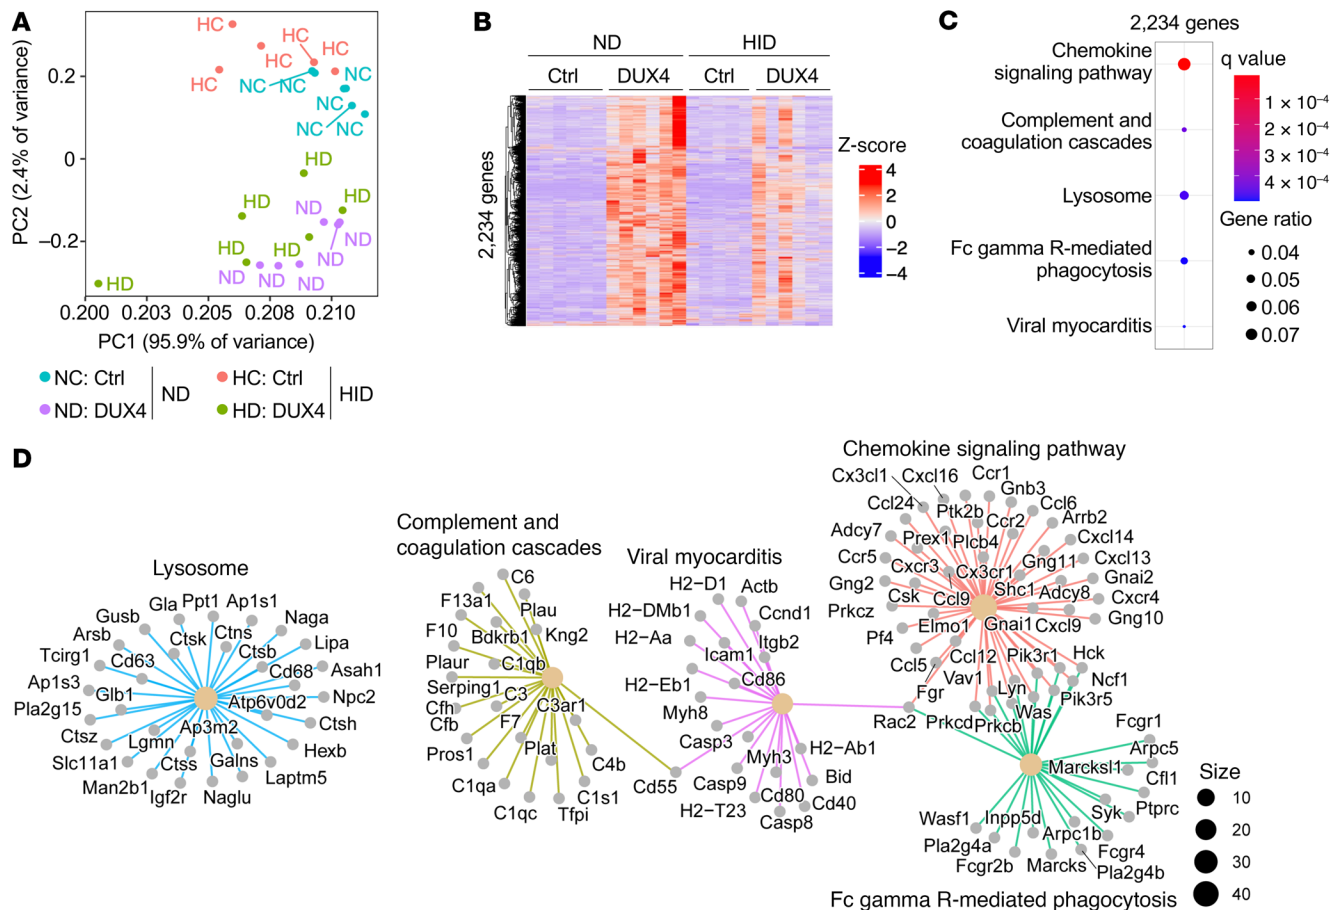 A
PC2 (2.4% of variance)
0.2
0
−0.2
HC
HC
HC
HC
HC
NC
NC
NC
NC
NC
NC
HD
HD
HD
HD
HD
HD
ND
ND
ND
ND
ND
ND
0.200
0.203
0.205
0.208
0.210
PC1 (95.9% of variance)
NC: Ctrl
ND: DUX4
ND
HC: Ctrl
HD: DUX4
HID
B
ND
HID
Ctrl
DUX4
Ctrl
DUX4
2,234 genes
Z-score
4
2
0
−2
−4
C
2,234 genes
Chemokine
signaling pathway
Complement and
coagulation cascades
Lysosome
Fc gamma R-mediated
phagocytosis
Viral myocarditis
q value
1 × 10⁻⁴
2 × 10⁻⁴
3 × 10⁻⁴
4 × 10⁻⁴
Gene ratio
0.04
0.05
0.06
0.07
D
Lysosome
Gusb
Gla
Ppt1
Ap1s1
Naga
Arsb
Ctsk
Ctns
Ctsb
Lipa
Tcirg1
Cd63
Cd68
Asah1
Ap1s3
Glb1
Atp6v0d2
Npc2
Pla2g15
Ap3m2
Ctsh
Ctsz
Lgmn
Hexb
Slc11a1
Ctss
Galns
Laptm5
Man2b1
Igf2r
Naglu
Complement and
coagulation cascades
C6
F13a1
Plau
F10
Bdkrb1
Kng2
Plaur
C1qb
Serping1
C3
C3ar1
Cfh
Cfb
F7
Pros1
Plat
C4b
C1qa
C1s1
C1qc
Tfpi
Cd55
Viral myocarditis
H2−D1
Actb
H2−DMb1
Ccnd1
H2−Aa
Itgb2
Icam1
H2−Eb1
Cd86
Myh8
Casp3
H2−Ab1
Myh3
Casp9
Bid
H2−T23
Cd80
Cd40
Casp8
Rac2
Chemokine signaling pathway
Cx3cl1
Cxcl16
Ccr1
Gnb3
Ccl24
Ptk2b
Ccr2
Ccl6
Arrb2
Adcy7
Prex1
Plcb4
Cxcl14
Ccr5
Cxcr3
Cx3cr1
Gng11
Cxcl13
Gng2
Csk
Ccl9
Shc1
Adcy8
Gnai2
Cxcr4
Prkcz
Elmo1
Gnai1
Cxcl9
Gng10
Pf4
Ccl5
Ccl12
Pik3r1
Hck
Vav1
Ncf1
Fgr
Lyn
Pik3r5
Prkcd
Prkcb
Was
Fcgr1
Arpc5
Marcksl1
Cfl1
Ptprc
Syk
Wasf1
Inpp5d
Arpc1b
Pla2g4a
Fcgr4
Fcgr2b
Marcks
Pla2g4b
Fc gamma R-mediated phagocytosis
Size
10
20
30
40